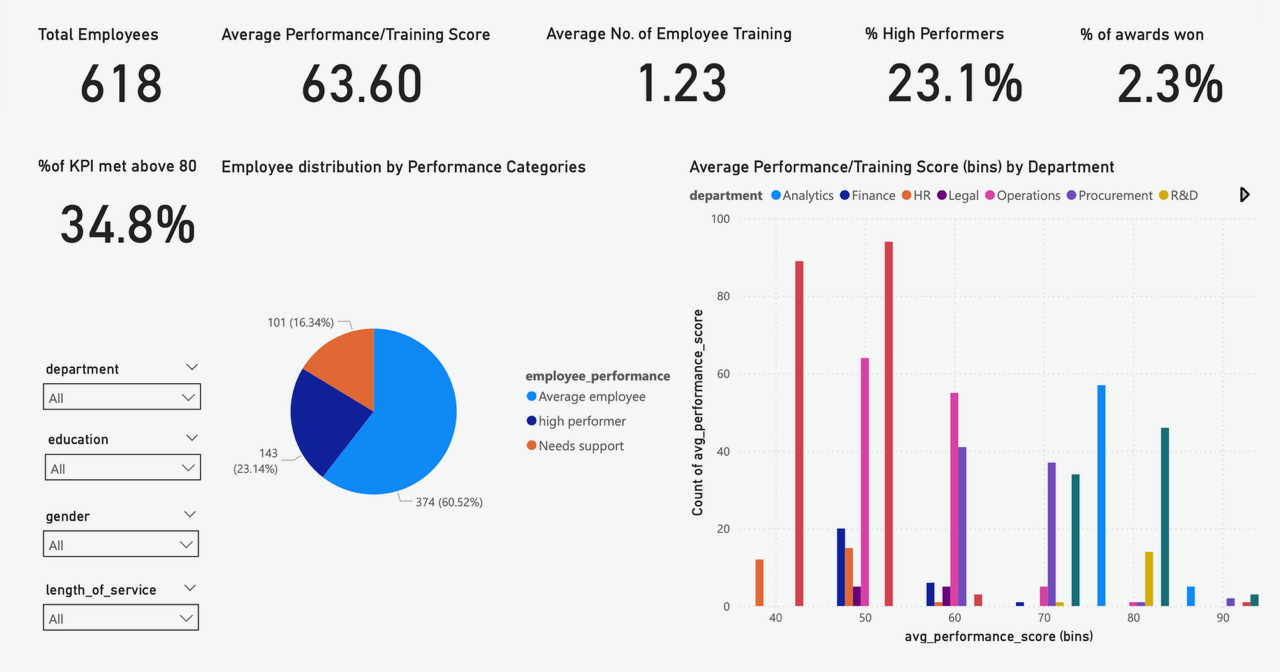 Total Employees
618
Average Performance/Training Score
63.60
Average No. of Employee Training
1.23
% High Performers
23.1%
% of awards won
2.3%
%of KPI met above 80
34.8%
department
All
education
All
gender
All
length_of_service
All
Employee distribution by Performance Categories
101 (16.34%)
143
(23.14%)
374 (60.52%)
employee_performance
Average employee
high performer
Needs support
Average Performance/Training Score (bins) by Department
department Analytics Finance HR Legal Operations Procurement R&D
Count of avg_performance_score
100
80
60
40
20
0
40 50 60 70 80 90
avg_performance_score (bins)